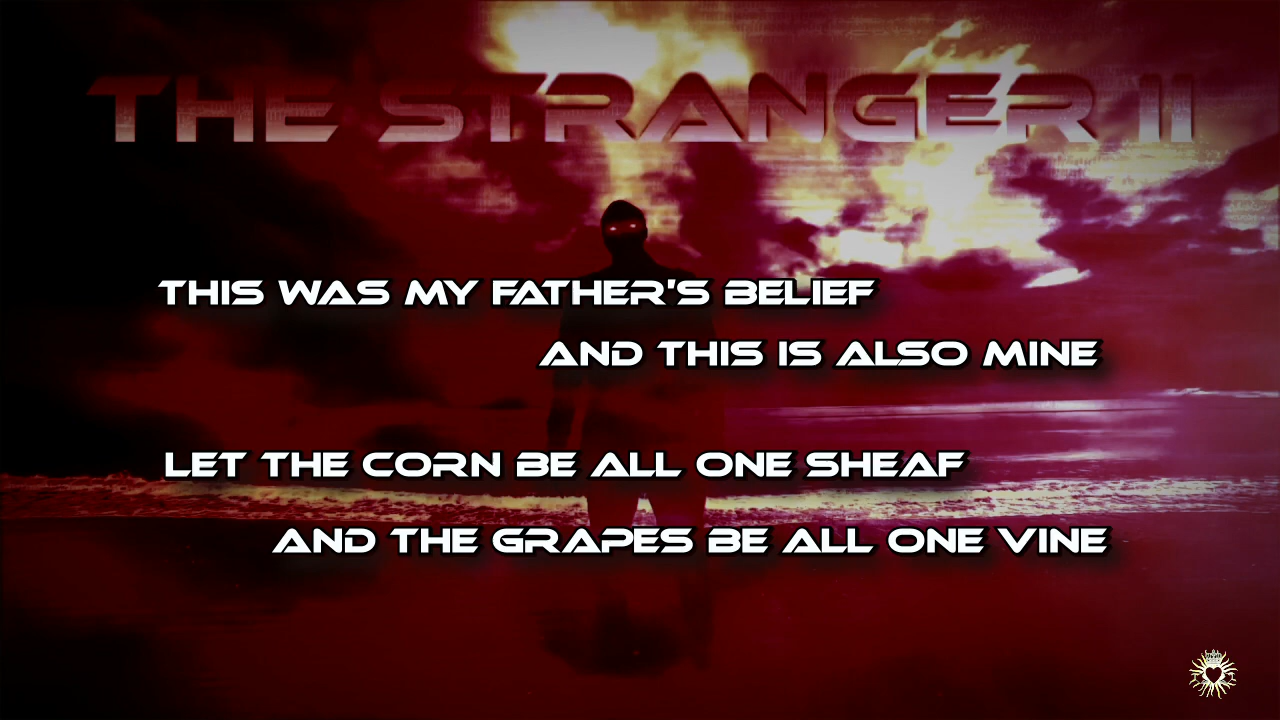 THE STRANGER II
THIS WAS MY FATHER'S BELIEF
AND THIS IS ALSO MINE
LET THE CORN BE ALL ONE SHEAF
AND THE GRAPES BE ALL ONE VINE